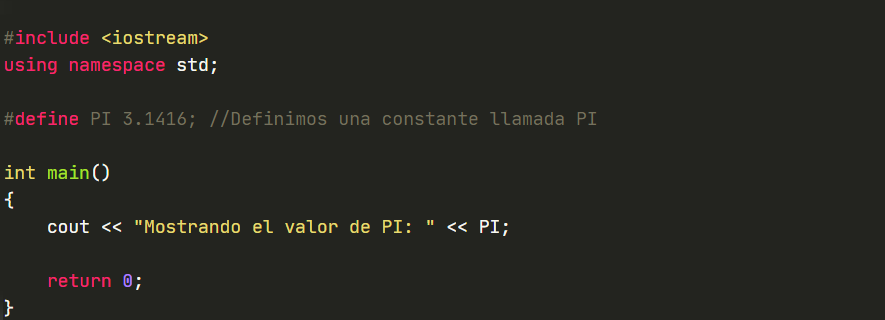 #include <iostream>
using namespace std;
#define PI 3.1416; //Definimos una constante llamada PI
int main()
{
    cout << "Mostrando el valor de PI: " << PI;
    return 0;
}